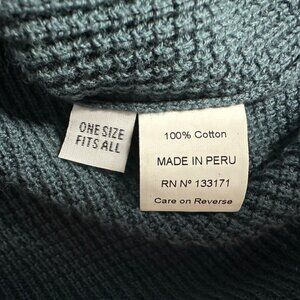 ONE SIZE
FITS ALL
100% Cotton
MADE IN PERU
RN Nº 133171
Care on Reverse